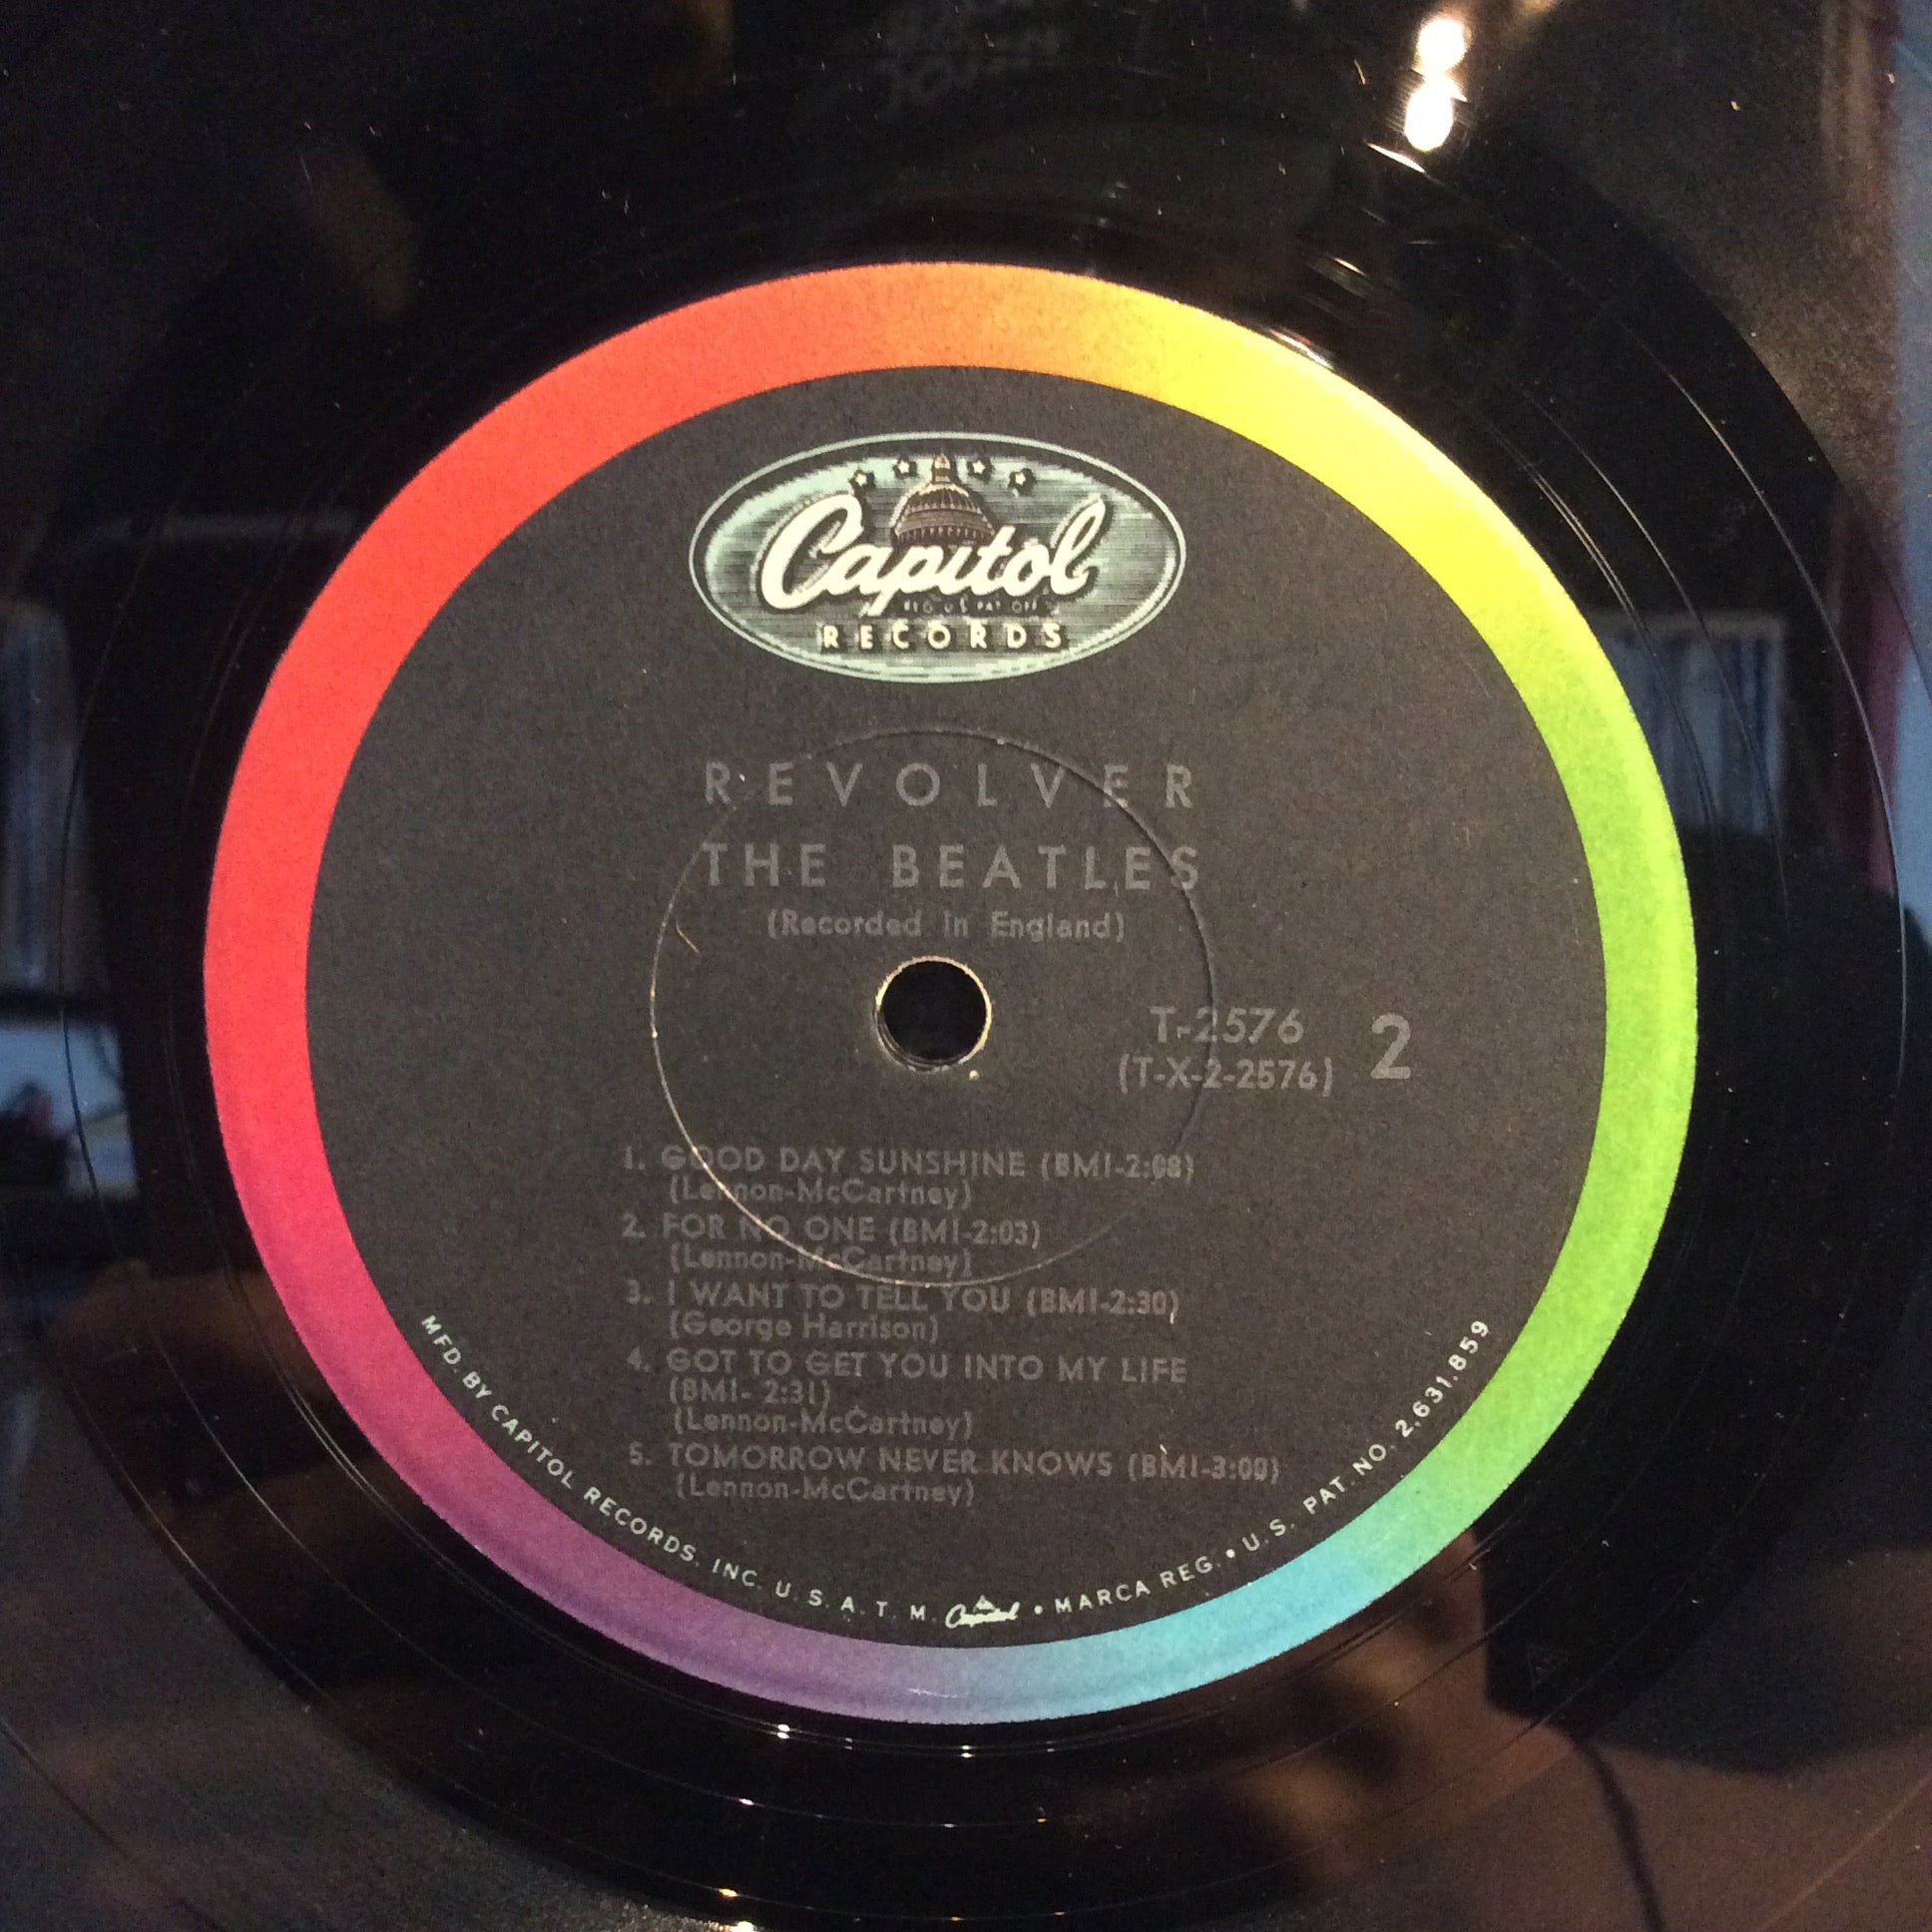 Capitol
REG. U.S. PAT. OFF.
RECORDS
REVOLVER
THE BEATLES
(Recorded in England)
T-2576
(T-X-2-2576)
2
1. GOOD DAY SUNSHINE (BMI-2:08)
(Lennon-McCartney)
2. FOR NO ONE (BMI-2:03)
(Lennon-McCartney)
3. I WANT TO TELL YOU (BMI-2:30)
(George Harrison)
4. GOT TO GET YOU INTO MY LIFE
(BMI- 2:31)
(Lennon-McCartney)
5. TOMORROW NEVER KNOWS (BMI-3:00)
(Lennon-McCartney)
MFD. BY CAPITOL RECORDS, INC. U. S. A. T. M. Capitol • MARCA REG. • U.S. PAT. NO. 2,631,859